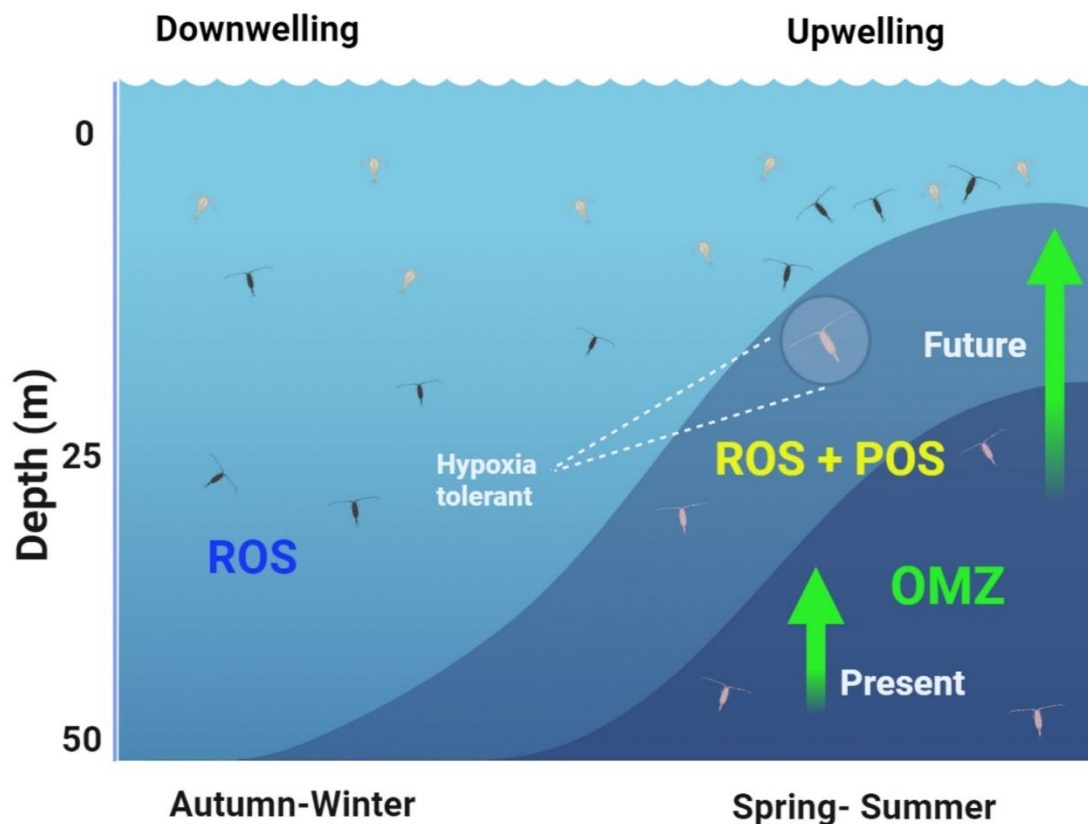 Downwelling
Upwelling
0
Future
25
Hypoxia
tolerant
ROS + POS
Depth (m)
ROS
OMZ
Present
50
Autumn-Winter
Spring- Summer